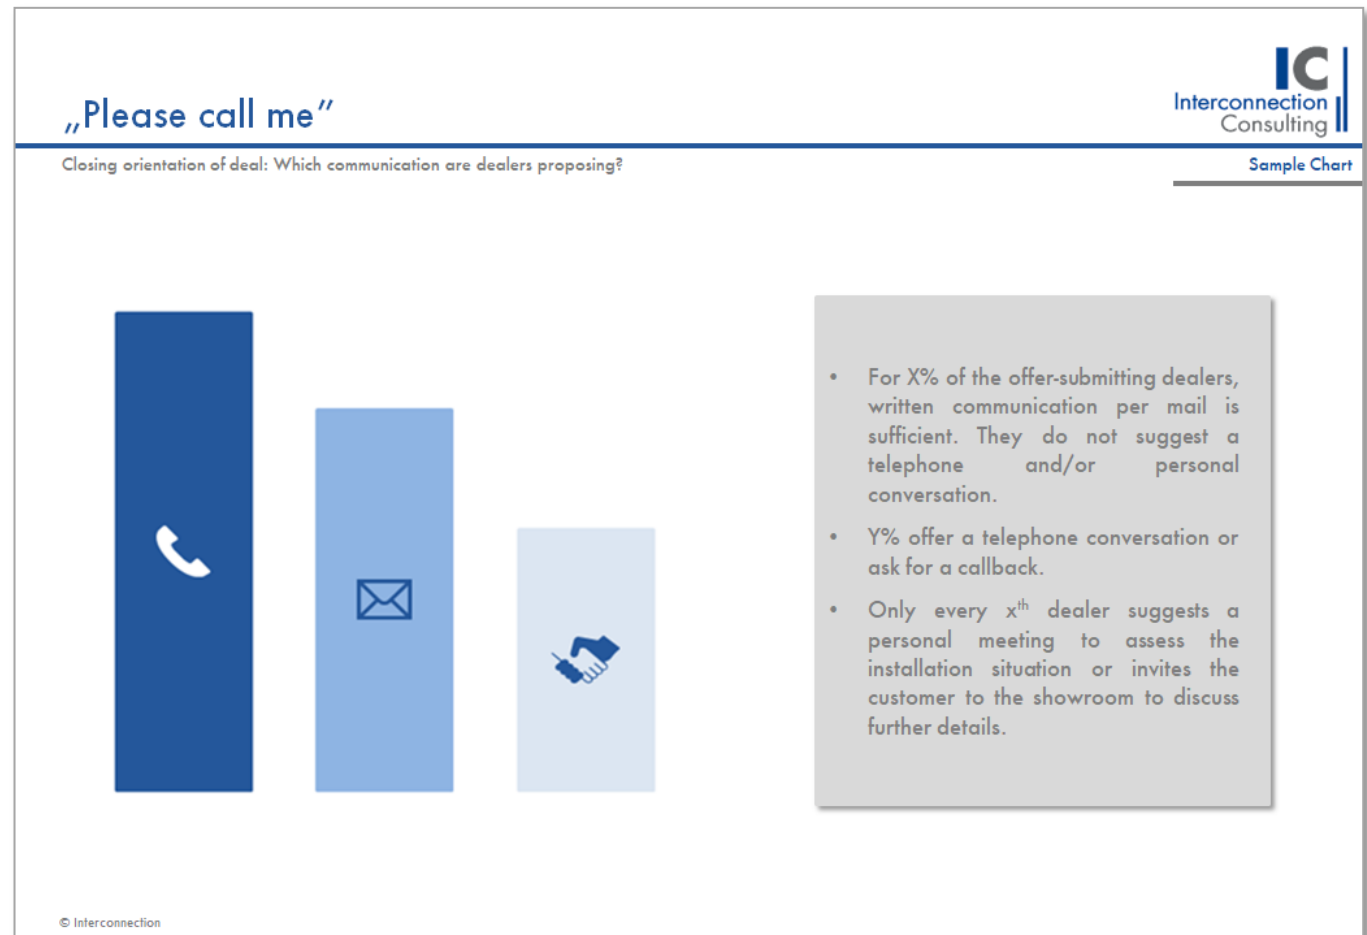 IC
Interconnection
Consulting
„Please call me”
Closing orientation of deal: Which communication are dealers proposing?
Sample Chart
• For X% of the offer-submitting dealers,
written communication per mail is
sufficient. They do not suggest a
telephone and/or personal
conversation.
• Y% offer a telephone conversation or
ask for a callback.
• Only every xᵗʰ dealer suggests a
personal meeting to assess the
installation situation or invites the
customer to the showroom to discuss
further details.
© Interconnection